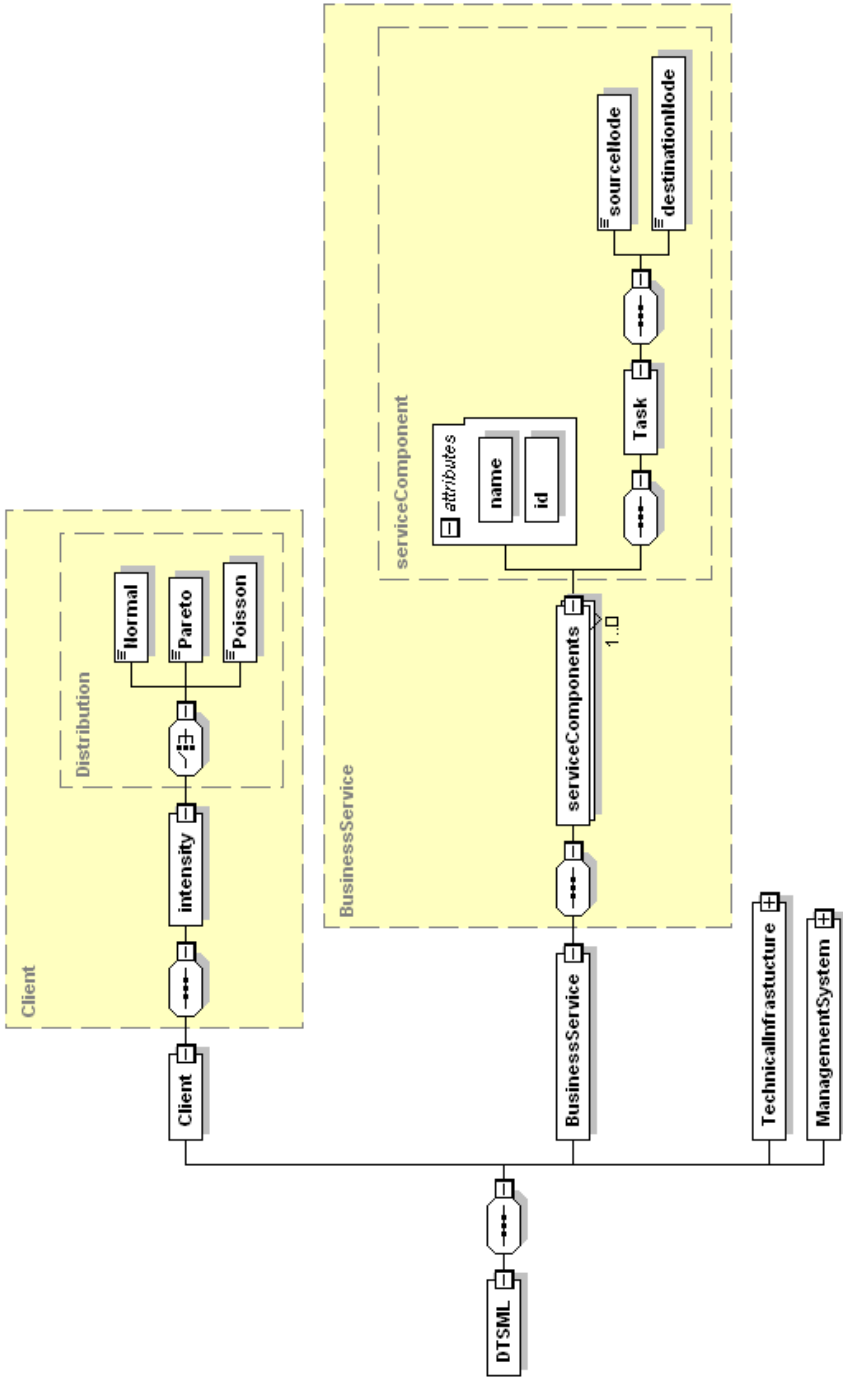 Client
Distribution
Client
intensity
Normal
Pareto
Poisson
DTSML
BusinessService
serviceComponent
attributes
name
id
BusinessService
serviceComponents
1..□
Task
sourceNode
destinationNode
TechnicalInfrastucture
ManagementSystem